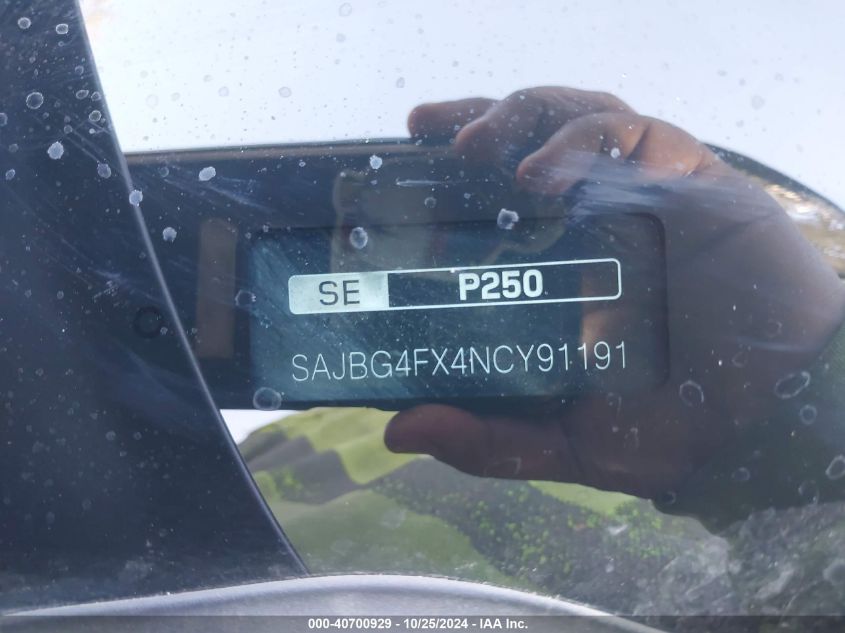 SE P250
SAJBG4FX4NCY91191
000-40700929 - 10/25/2024 - IAA Inc.